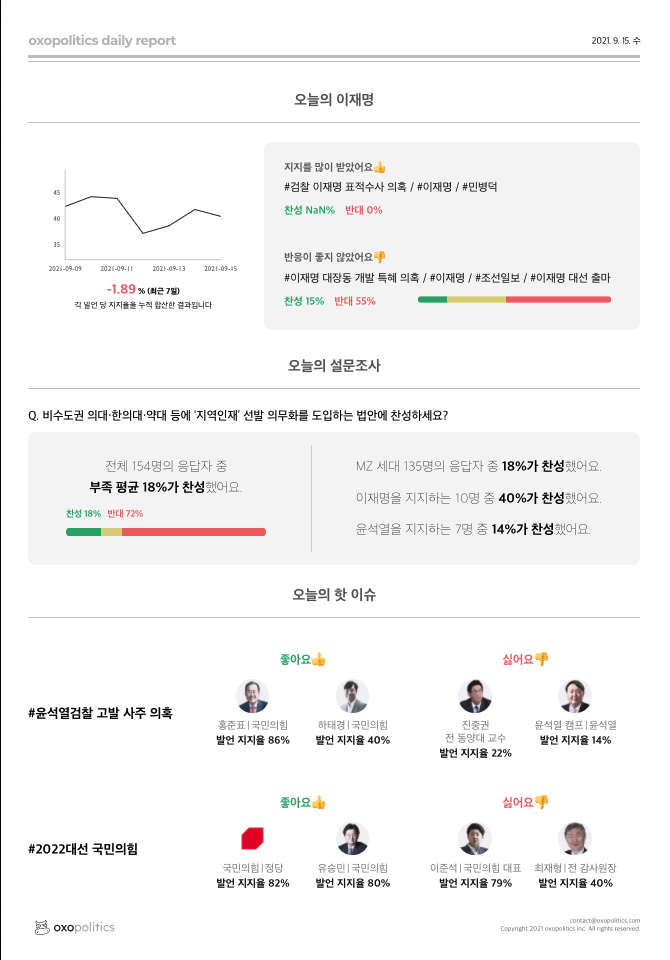 oxopolitics daily report
2021. 9. 15. 수
오늘의 이재명
45
40
35
2021-09-09 2021-09-11 2021-09-13 2021-09-15
-1.89 % (최근 7일)
각 발언 당 지지율을 누적 합산한 결과입니다
지지를 많이 받았어요👍
#검찰 이재명 표적수사 의혹 / #이재명 / #민병덕
찬성 NaN% 반대 0%
반응이 좋지 않았어요👎
#이재명 대장동 개발 특혜 의혹 / #이재명 / #조선일보 / #이재명 대선 출마
찬성 15% 반대 55%
오늘의 설문조사
Q. 비수도권 의대·한의대·약대 등에 '지역인재' 선발 의무화를 도입하는 법안에 찬성하세요?
전체 154명의 응답자 중
부족 평균 18%가 찬성했어요.
찬성 18% 반대 72%
MZ 세대 135명의 응답자 중 18%가 찬성했어요.
이재명을 지지하는 10명 중 40%가 찬성했어요.
윤석열을 지지하는 7명 중 14%가 찬성했어요.
오늘의 핫 이슈
#윤석열검찰 고발 사주 의혹
좋아요👍
홍준표 | 국민의힘
발언 지지율 86%
하태경 | 국민의힘
발언 지지율 40%
싫어요👎
진중권
전 동양대 교수
발언 지지율 22%
윤석열 캠프 | 윤석열
발언 지지율 14%
#2022대선 국민의힘
좋아요👍
국민의힘 | 정당
발언 지지율 82%
유승민 | 국민의힘
발언 지지율 80%
싫어요👎
이준석 | 국민의힘 대표
발언 지지율 79%
최재형 | 전 감사원장
발언 지지율 40%
oxopolitics
contact@oxopolitics.com
Copyright 2021 oxopolitics inc. All rights reserved.